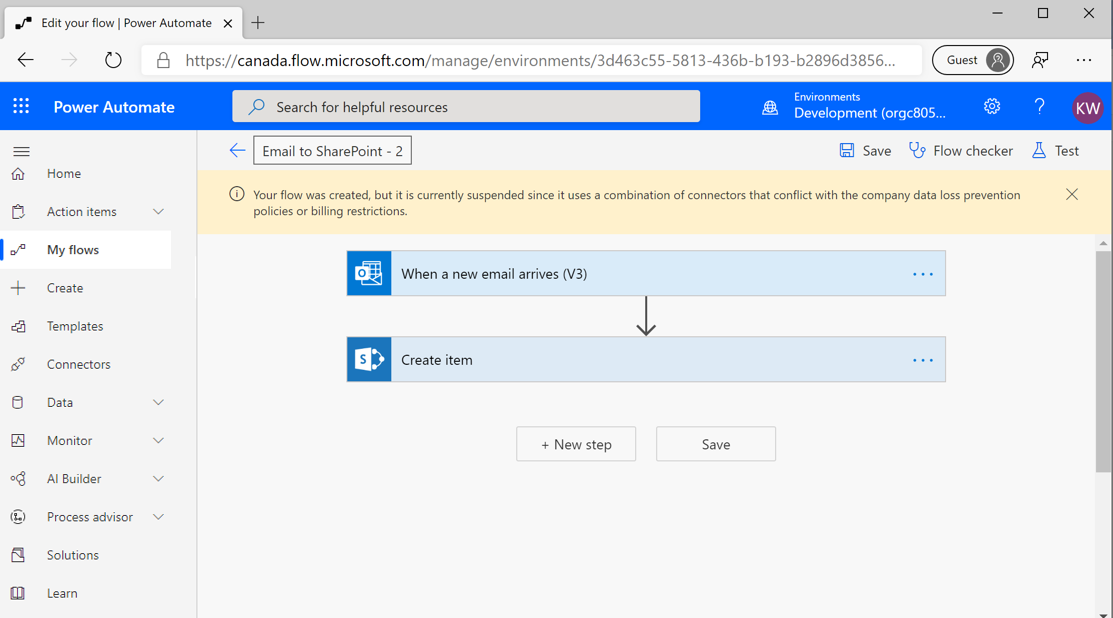 Edit your flow | Power Automate
https://canada.flow.microsoft.com/manage/environments/3d463c55-5813-436b-b193-b2896d3856...
Guest
Power Automate
Search for helpful resources
Environments
Development (orgc805...
KW
Email to SharePoint - 2
Save
Flow checker
Test
Your flow was created, but it is currently suspended since it uses a combination of connectors that conflict with the company data loss prevention
policies or billing restrictions.
Home
Action items
My flows
Create
Templates
Connectors
Data
Monitor
AI Builder
Process advisor
Solutions
Learn
When a new email arrives (V3)
Create item
+ New step
Save